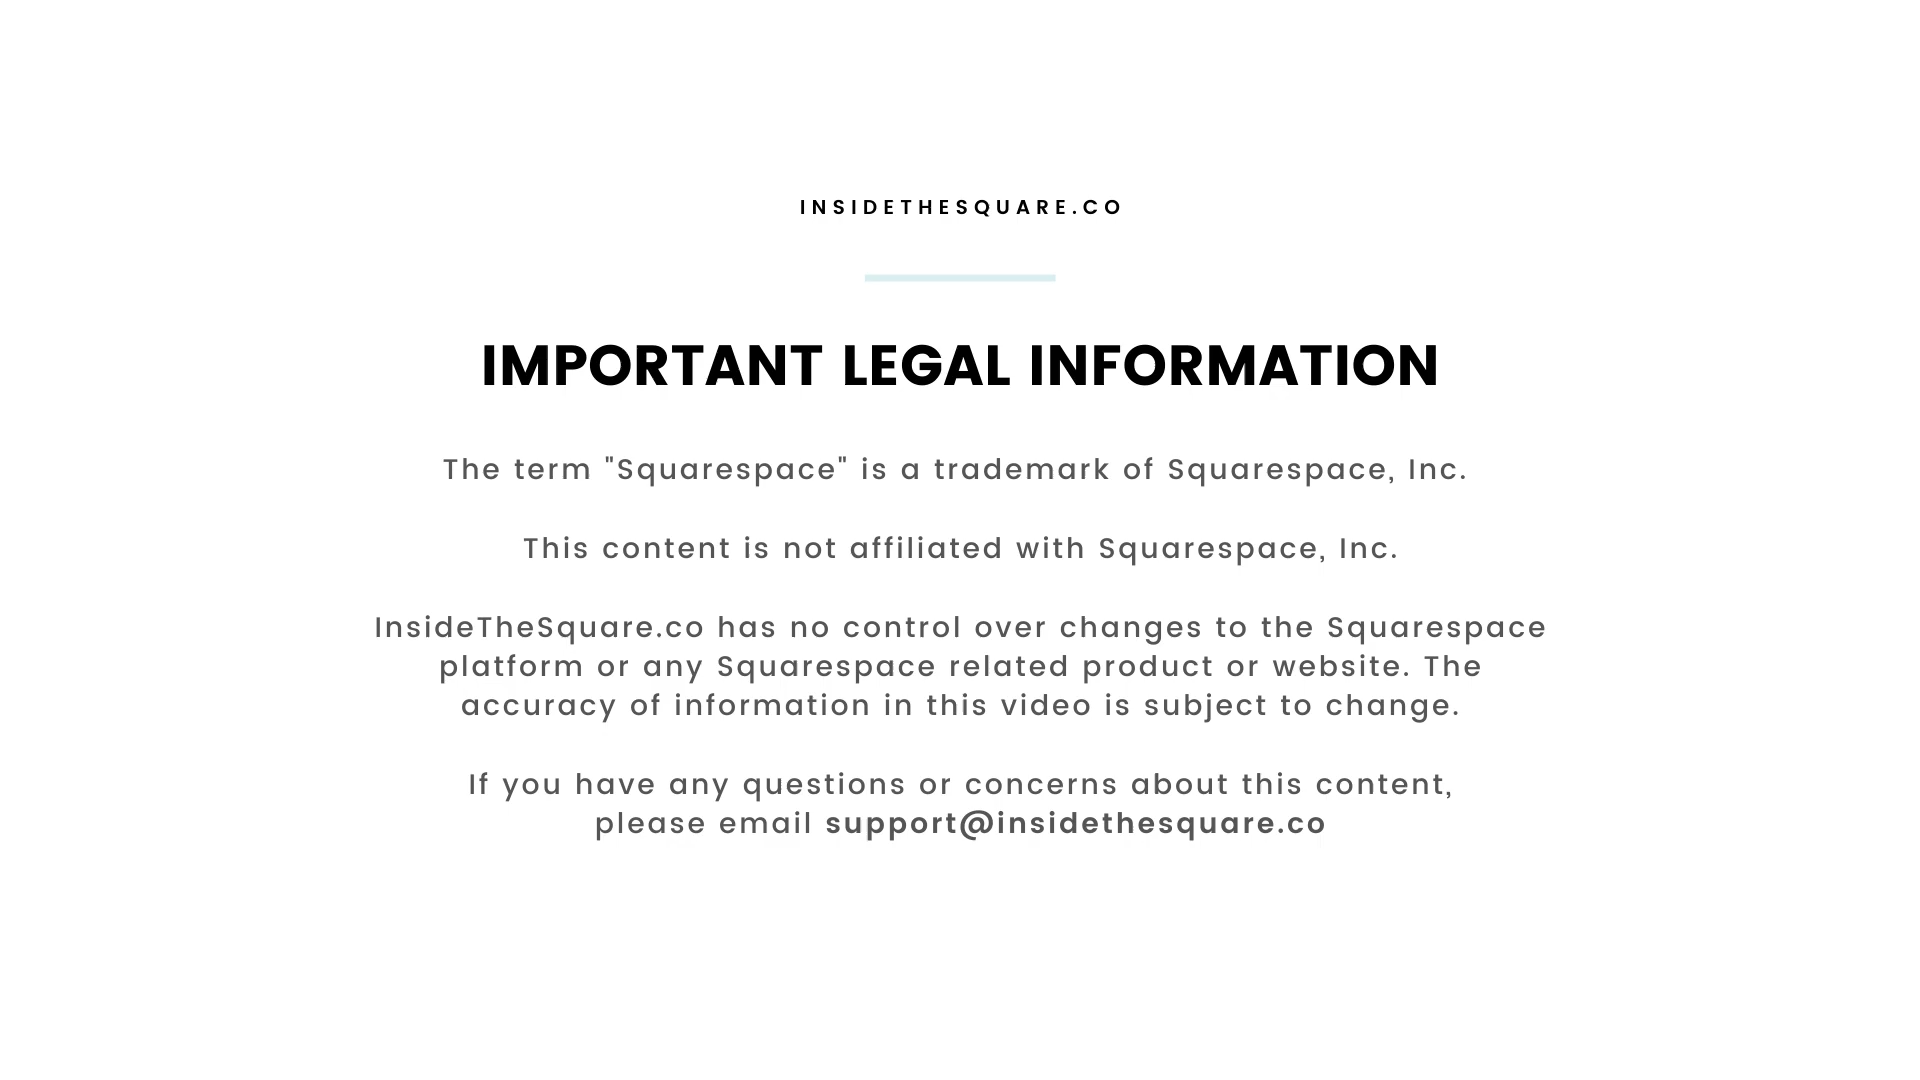 INSIDETHESQUARE.CO
IMPORTANT LEGAL INFORMATION
The term "Squarespace" is a trademark of Squarespace, Inc.
This content is not affiliated with Squarespace, Inc.
InsideTheSquare.co has no control over changes to the Squarespace
platform or any Squarespace related product or website. The
accuracy of information in this video is subject to change.
If you have any questions or concerns about this content,
please email support@insidethesquare.co